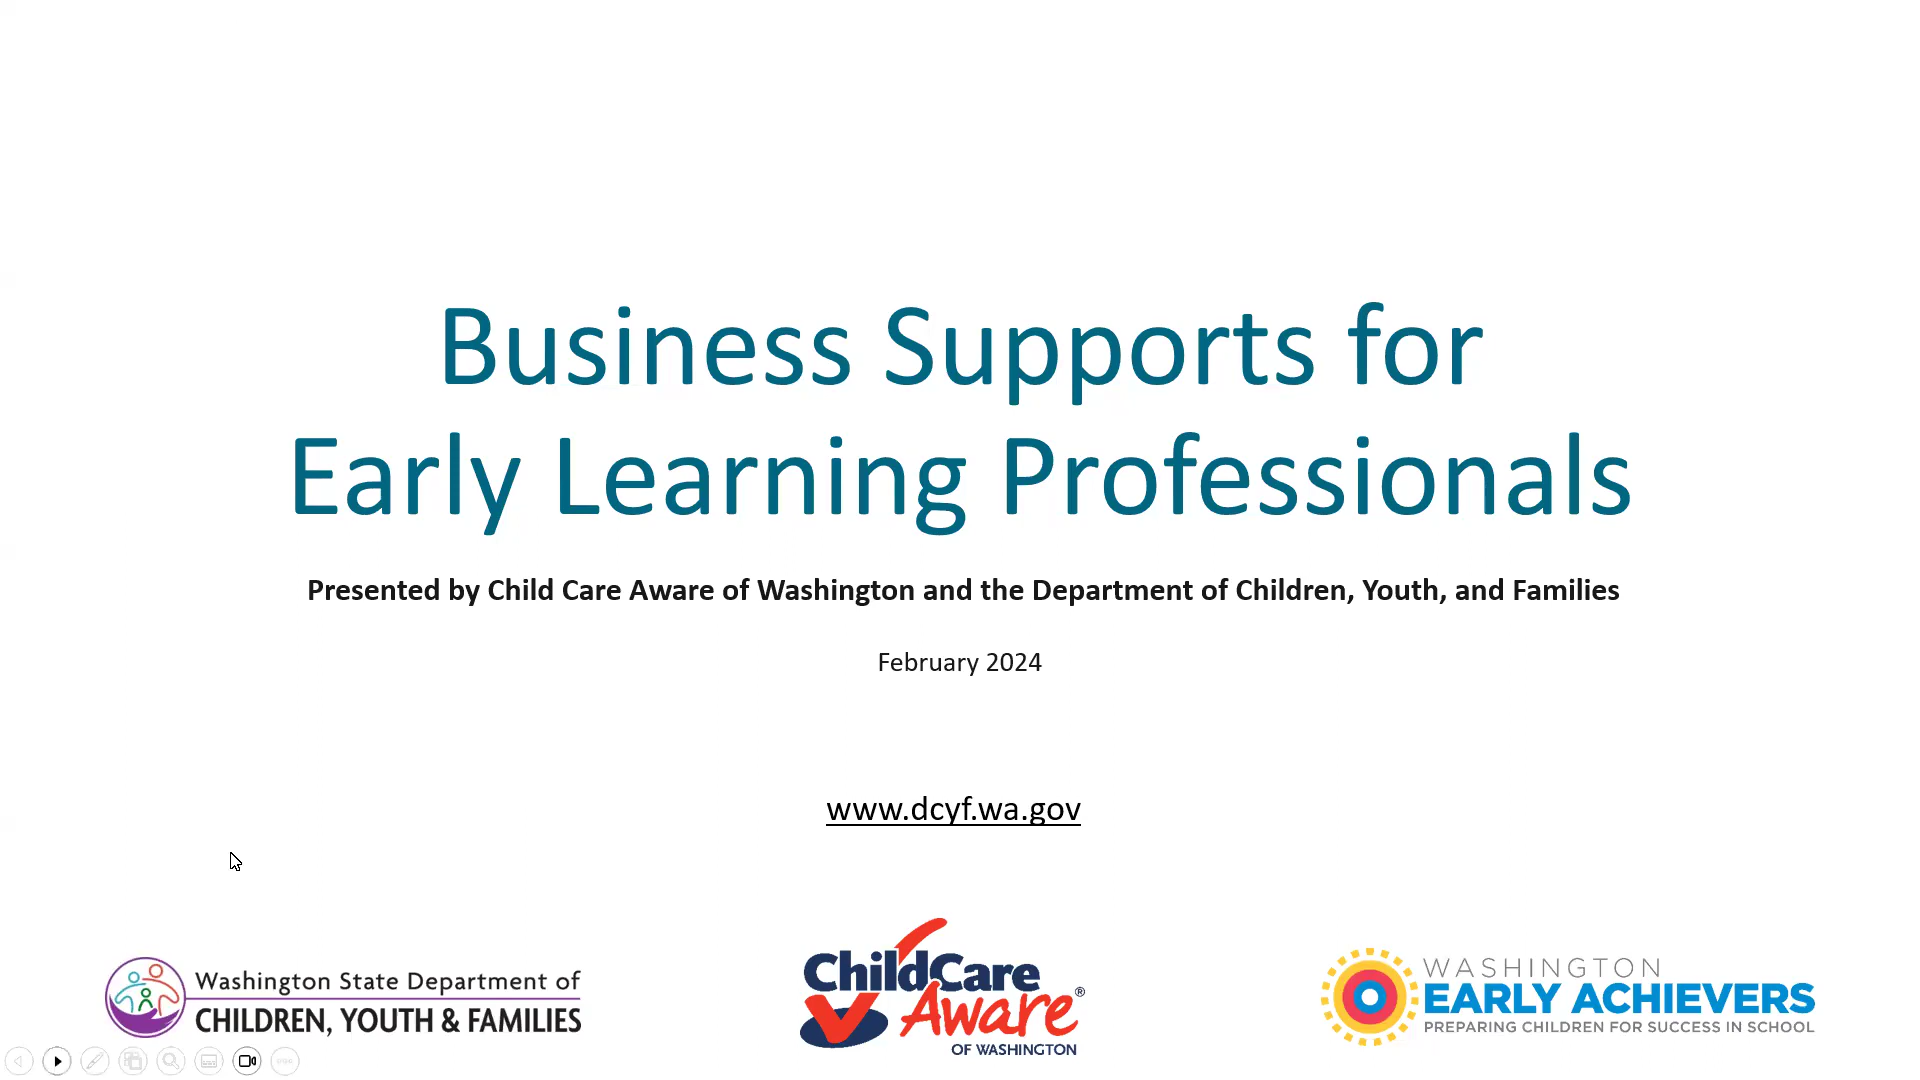 Business Supports for
Early Learning Professionals
Presented by Child Care Aware of Washington and the Department of Children, Youth, and Families
February 2024
www.dcyf.wa.gov
Washington State Department of
CHILDREN, YOUTH & FAMILIES
ChildCare
Aware®
OF WASHINGTON
WASHINGTON
EARLY ACHIEVERS
PREPARING CHILDREN FOR SUCCESS IN SCHOOL